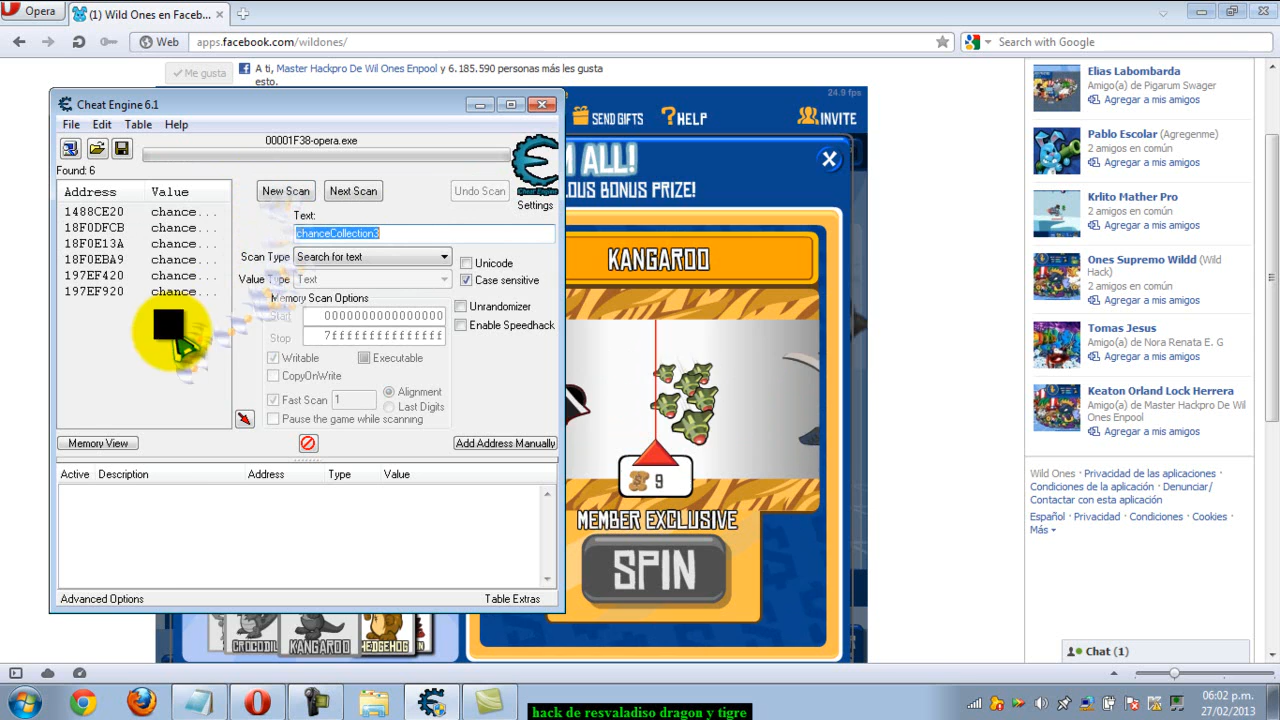 Opera
(1) Wild Ones en Faceb...
Web
apps.facebook.com/wildones/
Search with Google
Me gusta
A ti, Master Hackpro De Wil Ones Enpool y 6.185.590 personas más les gusta
esto.
24.9 fps
SEND GIFTS
HELP
INVITE
M ALL!
LOUS BONUS PRIZE!
KANGAROO
9
MEMBER EXCLUSIVE
SPIN
CROCODIL
KANGAROO
HEDGEHOG
Cheat Engine 6.1
File
Edit
Table
Help
00001F38-opera.exe
Found: 6
Address Value
1488CE20 chance...
18F0DFCB chance...
18F0E13A chance...
18F0EBA9 chance...
197EF420 chance...
197EF920 chance...
New Scan
Next Scan
Undo Scan
Cheat Engine
Settings
Text:
chanceCollection3
Scan Type
Search for text
Value Type
Text
Unicode
Case sensitive
Memory Scan Options
Start
0000000000000000
Stop
7fffffffffffffff
Unrandomizer
Enable Speedhack
Writable
Executable
CopyOnWrite
Fast Scan
1
Alignment
Last Digits
Pause the game while scanning
Memory View
Add Address Manually
Active Description Address Type Value
Advanced Options
Table Extras
Elias Labombarda
Amigo(a) de Pigarum Swager
Agregar a mis amigos
Pablo Escolar (Agregenme)
2 amigos en común
Agregar a mis amigos
Krlito Mather Pro
2 amigos en común
Agregar a mis amigos
Ones Supremo Wildd (Wild
Hack)
2 amigos en común
Agregar a mis amigos
Tomas Jesus
Amigo(a) de Nora Renata E. G
Agregar a mis amigos
Keaton Orland Lock Herrera
Amigo(a) de Master Hackpro De Wil
Ones Enpool
Agregar a mis amigos
Wild Ones · Privacidad de las aplicaciones ·
Condiciones de la aplicación · Denunciar/
Contactar con esta aplicación
Español · Privacidad · Condiciones · Cookies ·
Más
Chat (1)
06:02 p.m.
27/02/2013
hack de resvaladiso dragon y tigre